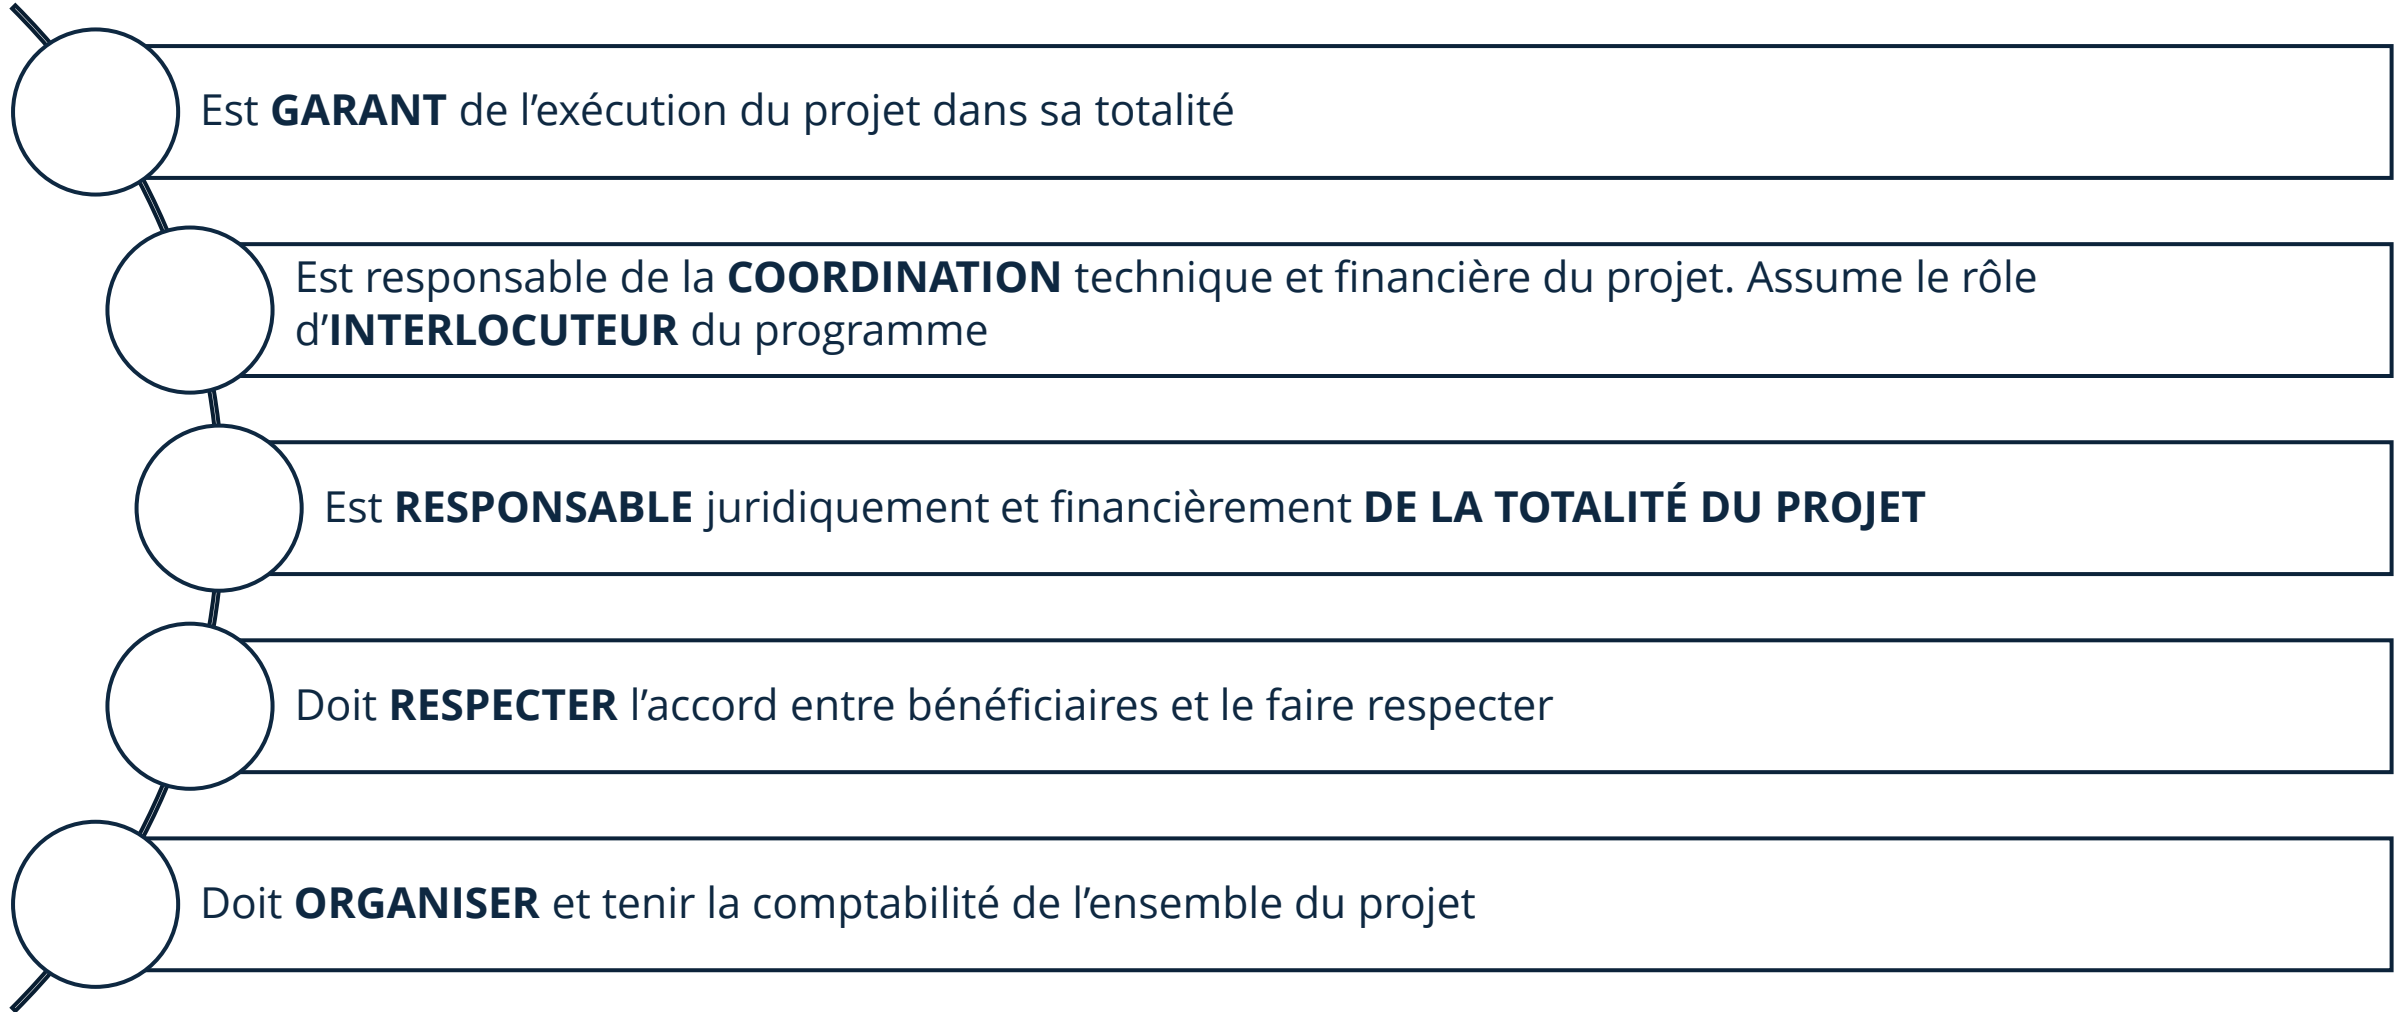 Est GARANT de l’exécution du projet dans sa totalité
Est responsable de la COORDINATION technique et financière du projet. Assume le rôle
d’INTERLOCUTEUR du programme
Est RESPONSABLE juridiquement et financièrement DE LA TOTALITÉ DU PROJET
Doit RESPECTER l’accord entre bénéficiaires et le faire respecter
Doit ORGANISER et tenir la comptabilité de l’ensemble du projet